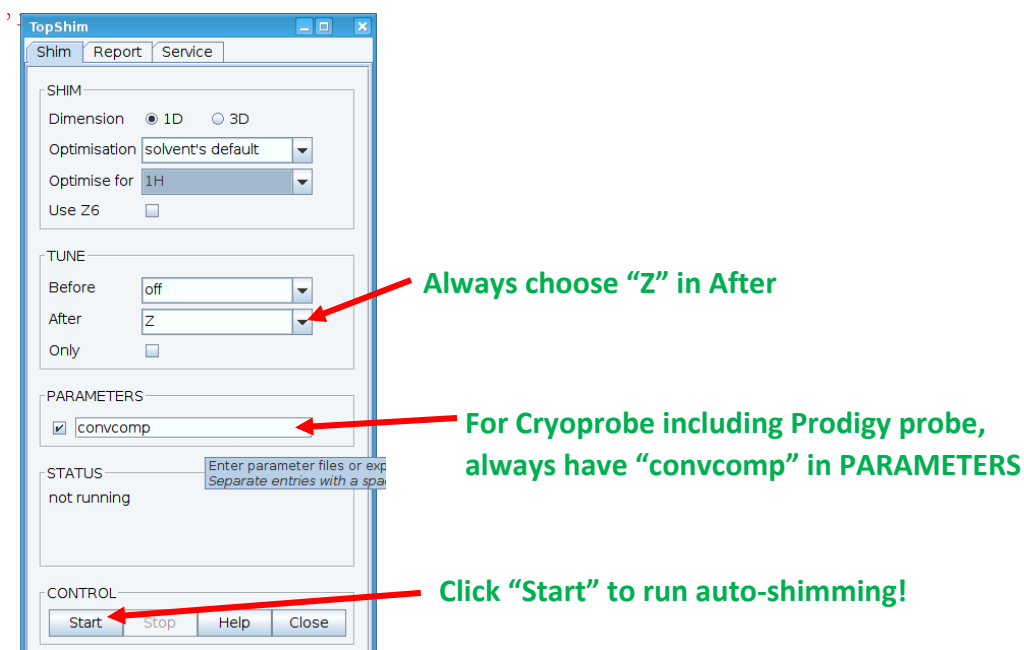 TopShim
Shim Report Service
SHIM
Dimension 1D 3D
Optimisation solvent's default
Optimise for 1H
Use Z6
TUNE
Before off
Always choose “Z” in After
After Z
Only
PARAMETERS
convcomp
For Cryoprobe including Prodigy probe,
always have “convcomp” in PARAMETERS
STATUS
Enter parameter files or
Separate entries with a
not running
CONTROL
Click “Start” to run auto-shimming!
Start Stop Help Close